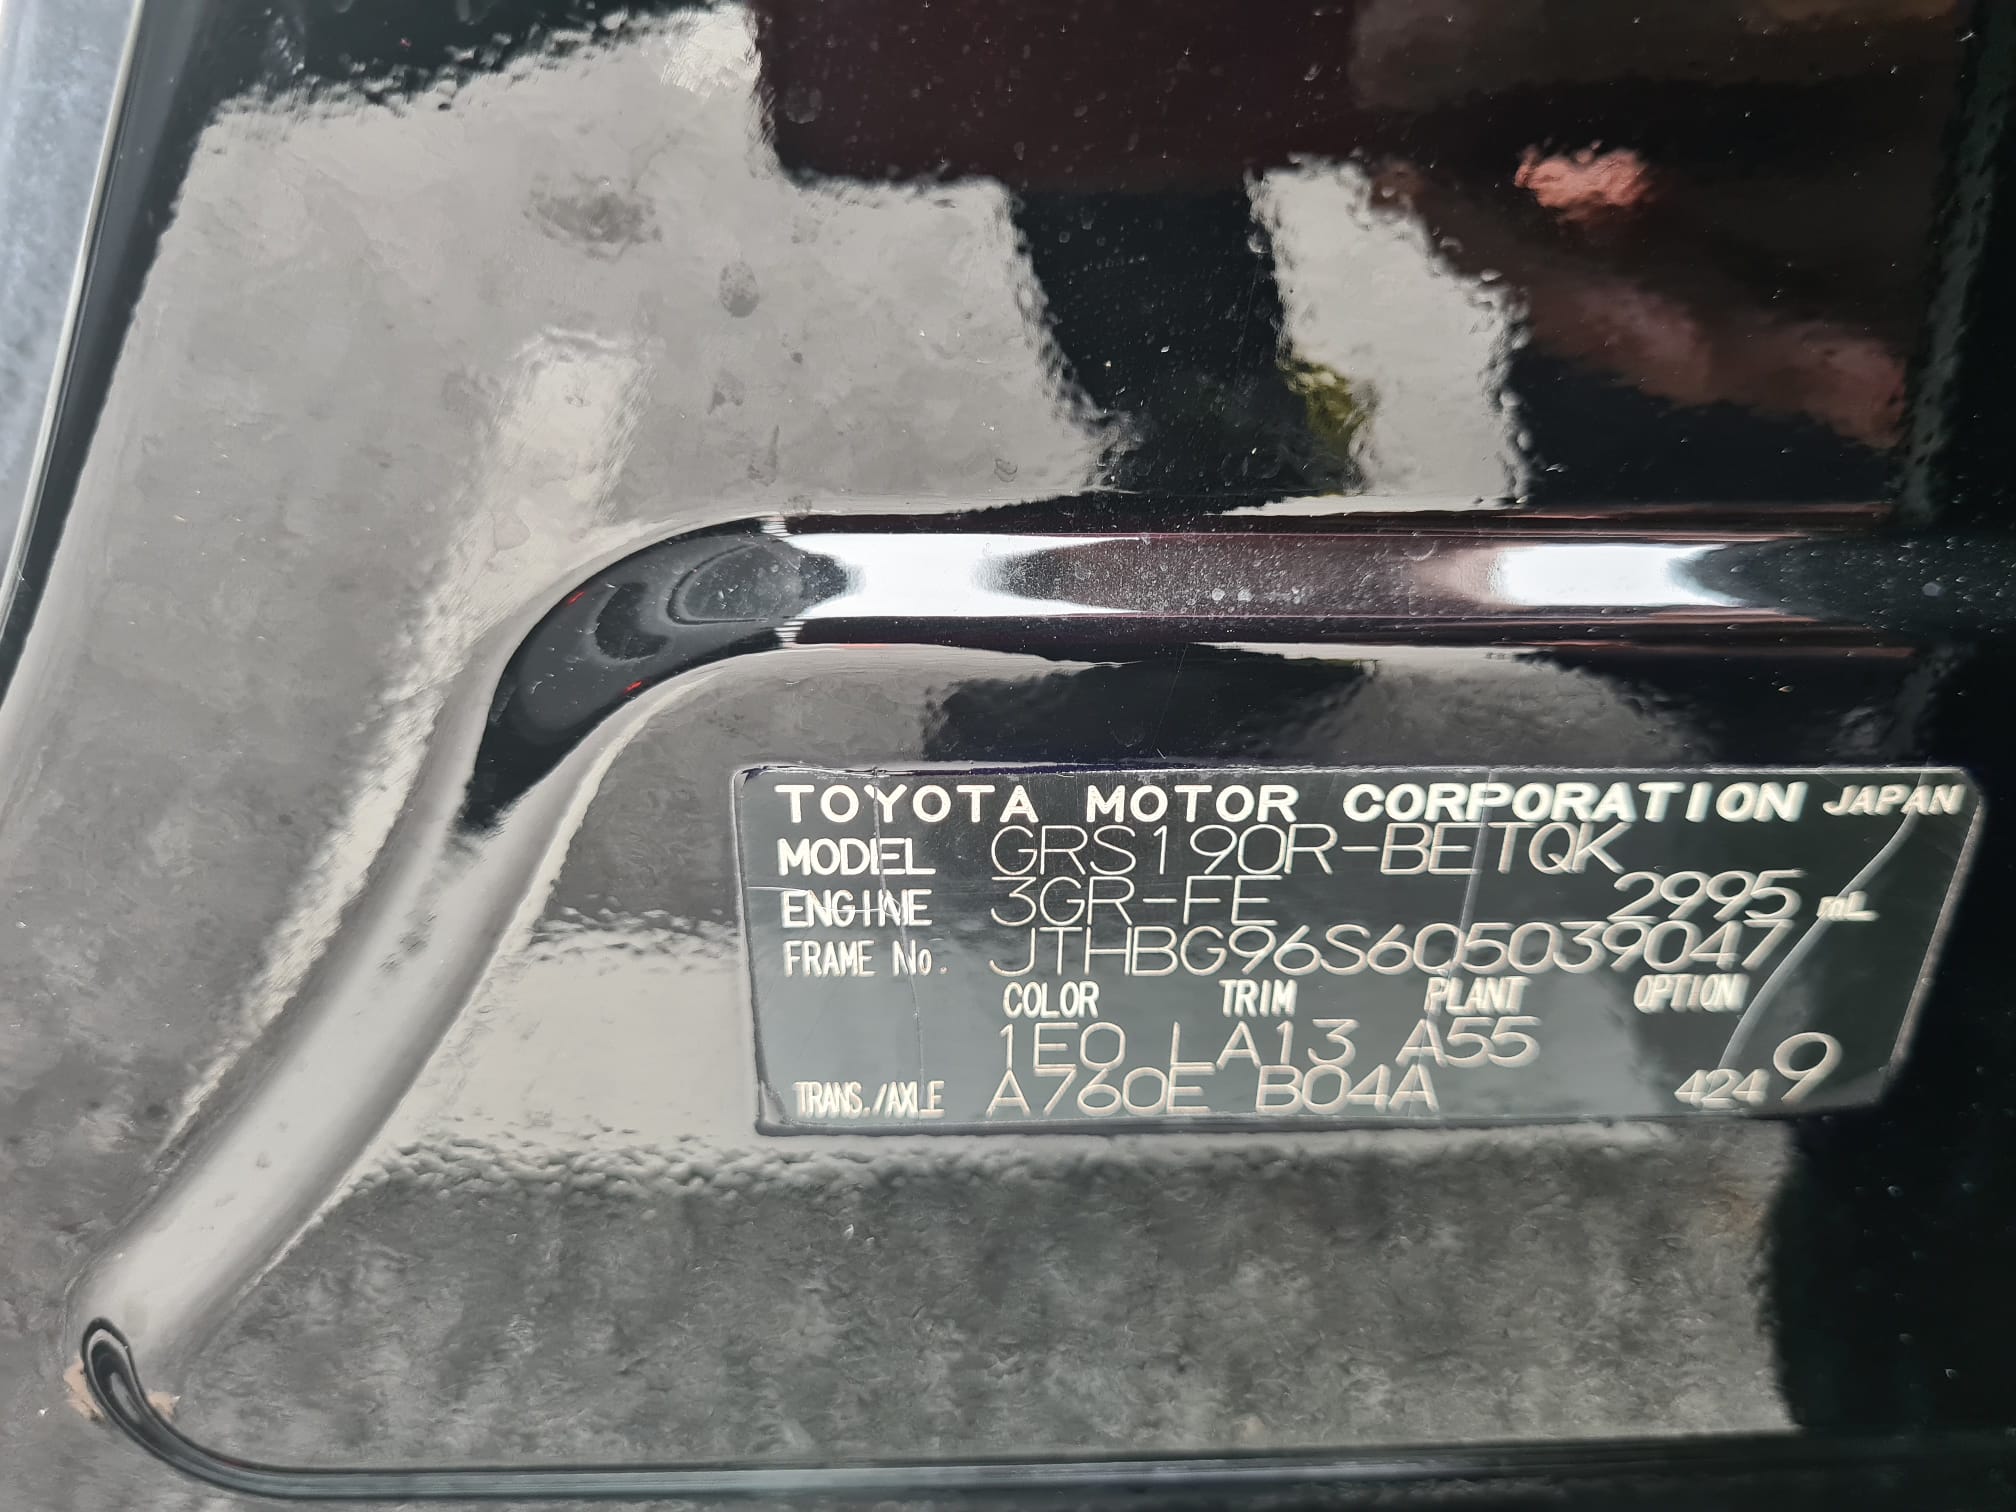 TOYOTA MOTOR CORPORATION JAPAN
MODEL GRS190R-BETQK
ENGINE 3GR-FE 2995 mL
FRAME No. JTHBG96S605039047
COLOR TRIM PLANT OPTION
1E0 LA13 A55
TRANS./AXLE A760E B04A 424 9